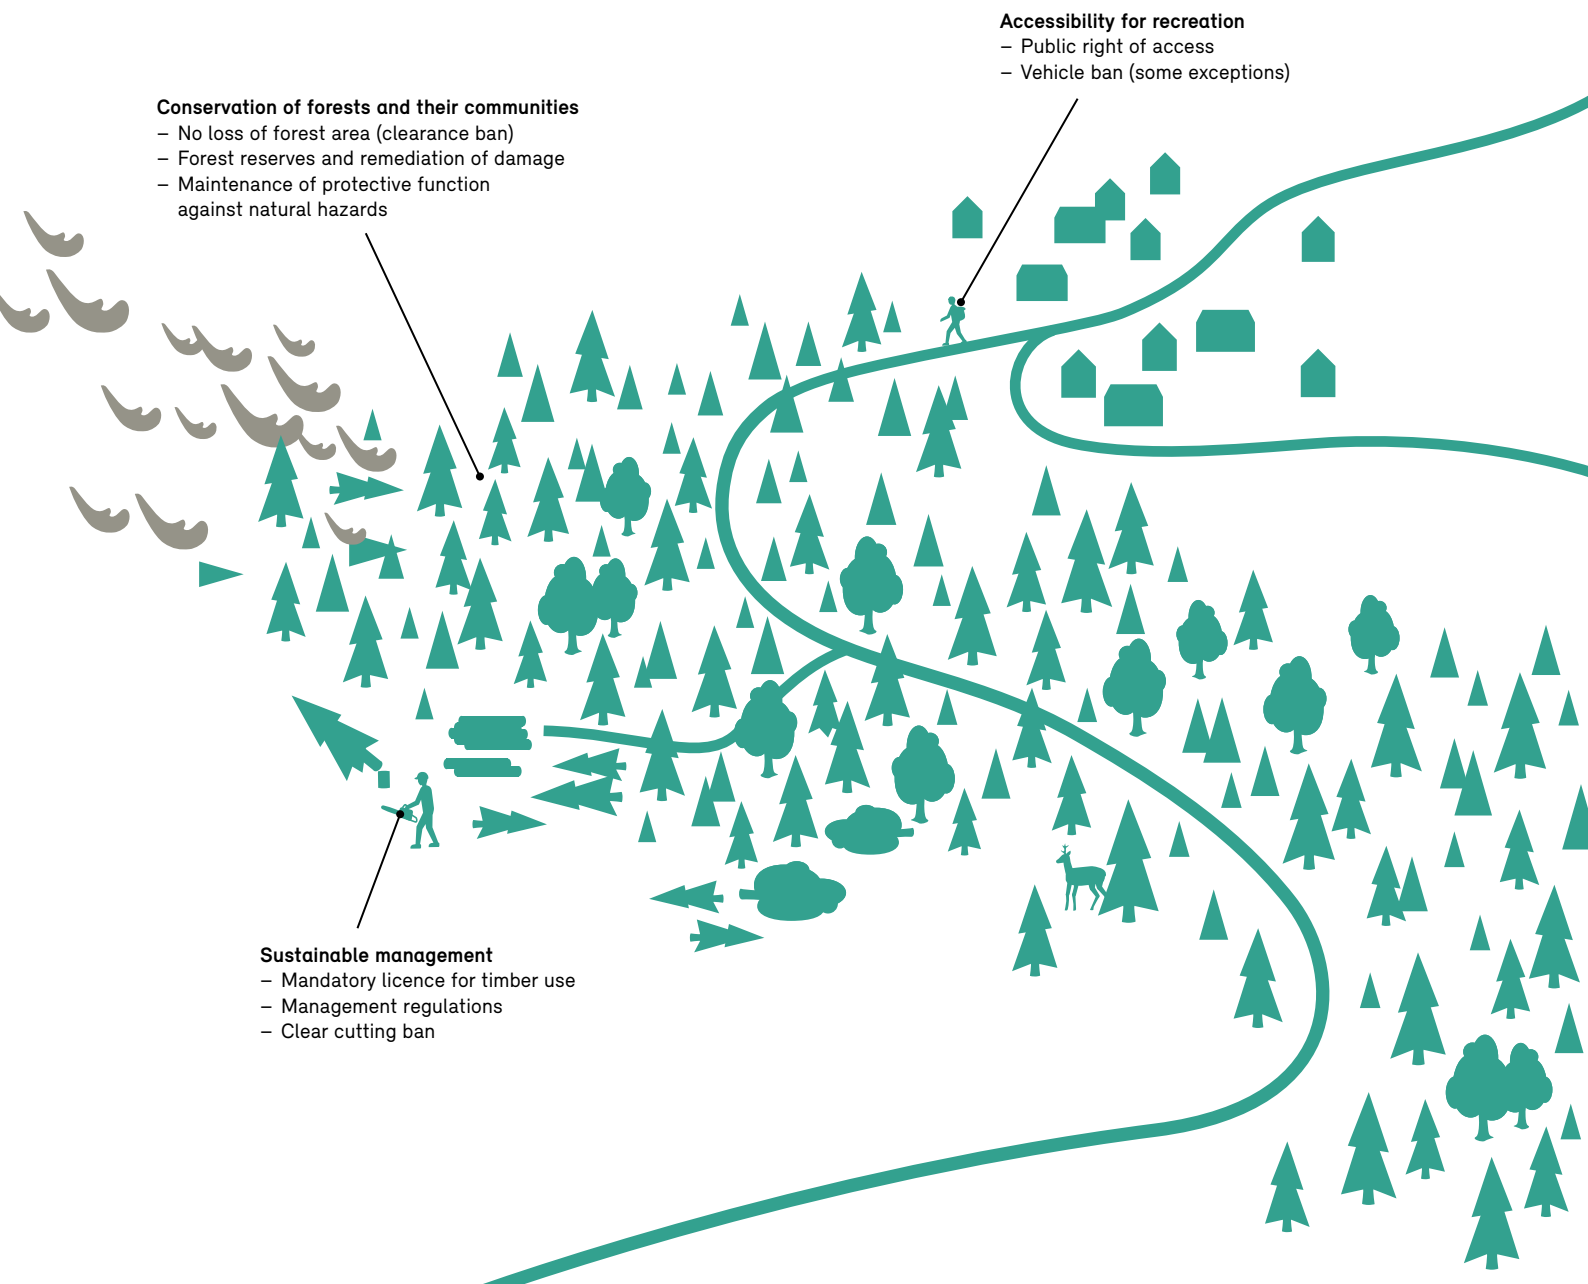 Accessibility for recreation
– Public right of access
– Vehicle ban (some exceptions)
Conservation of forests and their communities
– No loss of forest area (clearance ban)
– Forest reserves and remediation of damage
– Maintenance of protective function
against natural hazards
Sustainable management
– Mandatory licence for timber use
– Management regulations
– Clear cutting ban